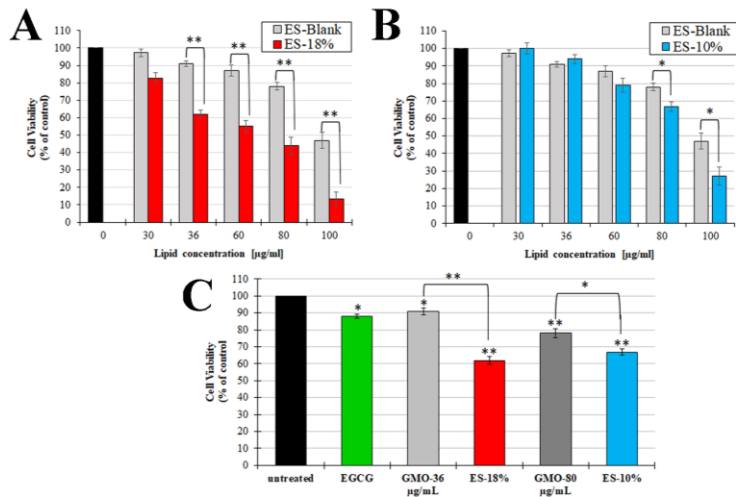 A
ES-Blank
ES-18%
**
**
**
**
Cell Viability
(% of control)
110
100
90
80
70
60
50
40
30
20
10
0
0 30 36 60 80 100
Lipid concentration [µg/ml]
B
ES-Blank
ES-10%
*
*
Cell Viability
(% of control)
110
100
90
80
70
60
50
40
30
20
10
0
0 30 36 60 80 100
Lipid concentration [µg/ml]
C
**
*
*
*
**
**
**
Cell Viability
(% of control)
110
100
90
80
70
60
50
40
30
20
10
0
untreated EGCG GMO-36 ES-18% GMO-80 ES-10%
µg/mL µg/mL